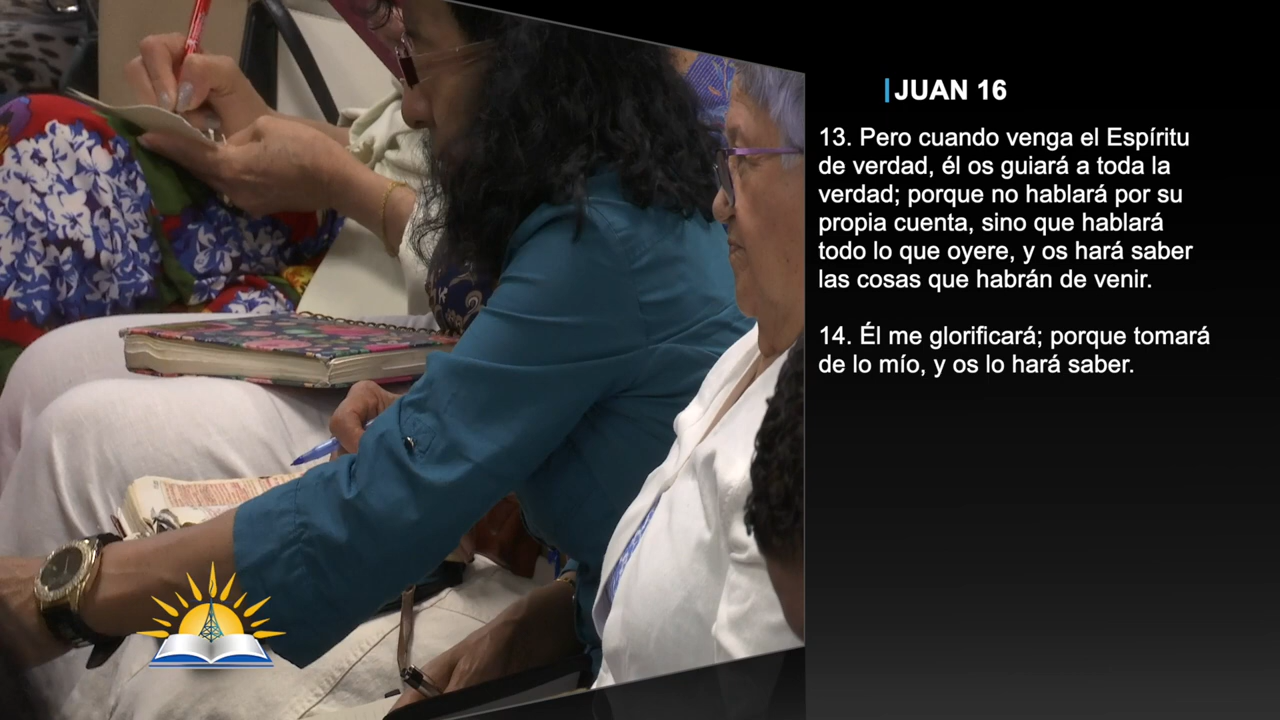 JUAN 16
13. Pero cuando venga el Espíritu
de verdad, él os guiará a toda la
verdad; porque no hablará por su
propia cuenta, sino que hablará
todo lo que oyere, y os hará saber
las cosas que habrán de venir.
14. Él me glorificará; porque tomará
de lo mío, y os lo hará saber.